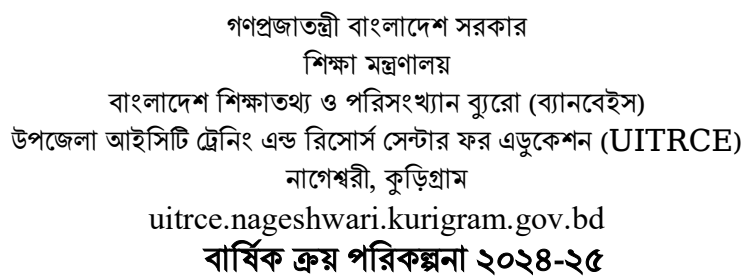 গণপ্রজাতন্ত্রী বাংলাদেশ সরকার
শিক্ষা মন্ত্রণালয়
বাংলাদেশ শিক্ষাতথ্য ও পরিসংখ্যান ব্যুরো (ব্যানবেইস)
উপজেলা আইসিটি ট্রেনিং এন্ড রিসোর্স সেন্টার ফর এডুকেশন (UITRCE)
নাগেশ্বরী, কুড়িগ্রাম
uitrce.nageshwari.kurigram.gov.bd
বার্ষিক ক্রয় পরিকল্পনা ২০২৪-২৫